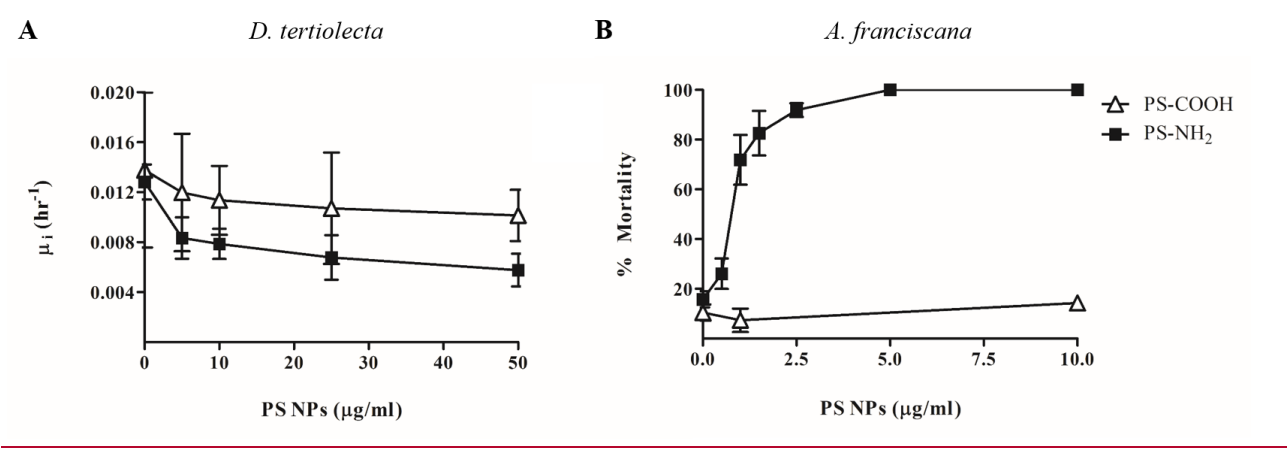 A D. tertiolecta
B A. franciscana
0.020
0.016
0.012
0.008
0.004
μi (hr-1)
0 10 20 30 40 50
PS NPs (μg/ml)
100
80
60
40
20
% Mortality
0.0 2.5 5.0 7.5 10.0
PS NPs (μg/ml)
PS-COOH
PS-NH2